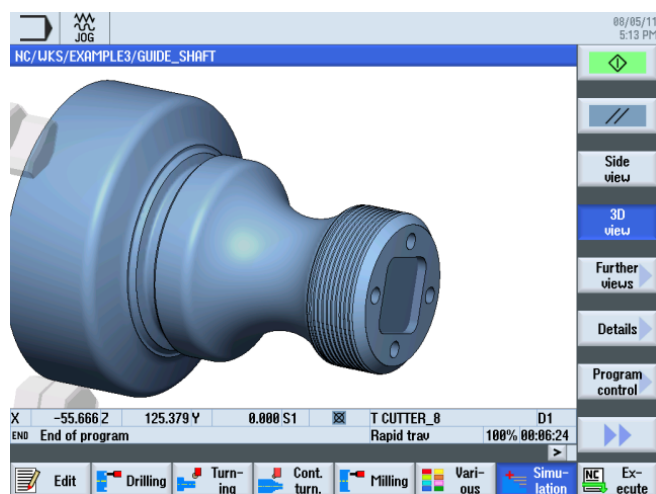 08/05/11
JOG
5:13 PM
NC/WKS/EXAMPLE3/GUIDE_SHAFT
Side
view
3D
view
Further
views
Details
Program
control
X -55.666 Z 125.379 Y 0.000 S1 T CUTTER_8 D1
END End of program Rapid trav 100% 00:06:24
>
Edit
Drilling
Turn-
ing
Cont.
turn.
Milling
Vari-
ous
Simu-
lation
NC
Ex-
ecute